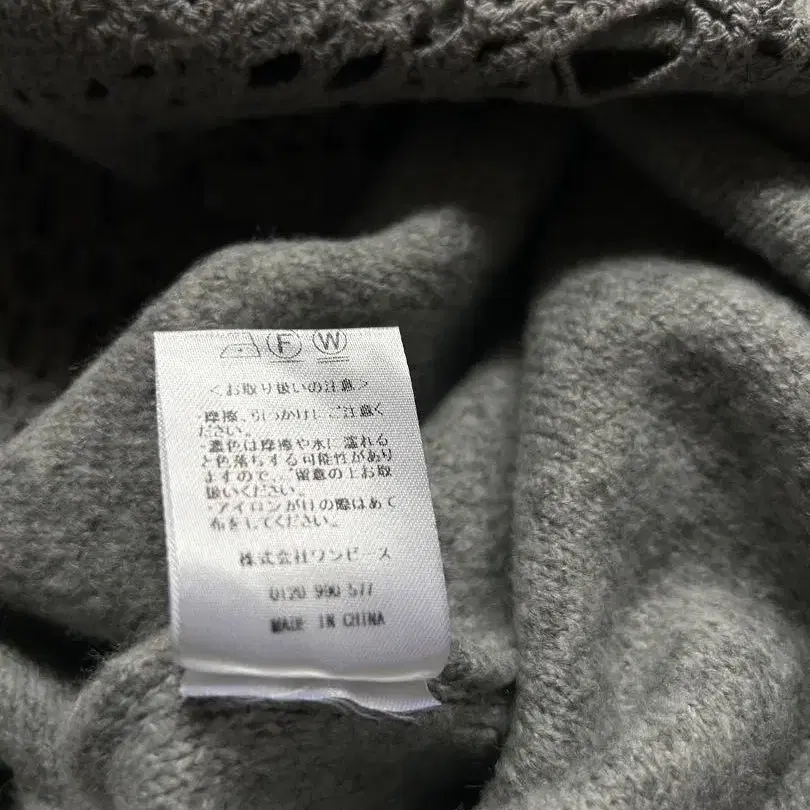 F W
<お取り扱いの注意>
・摩擦、引っかけにご注意く
ださい。
・濃色は摩擦や水に濡れる
と色落ちする可能性があり
ますので、留意の上お取
扱いください。
・アイロンがけの際はあて
布をしてください。
株式会社ワンピース
0120 990 577
MADE IN CHINA